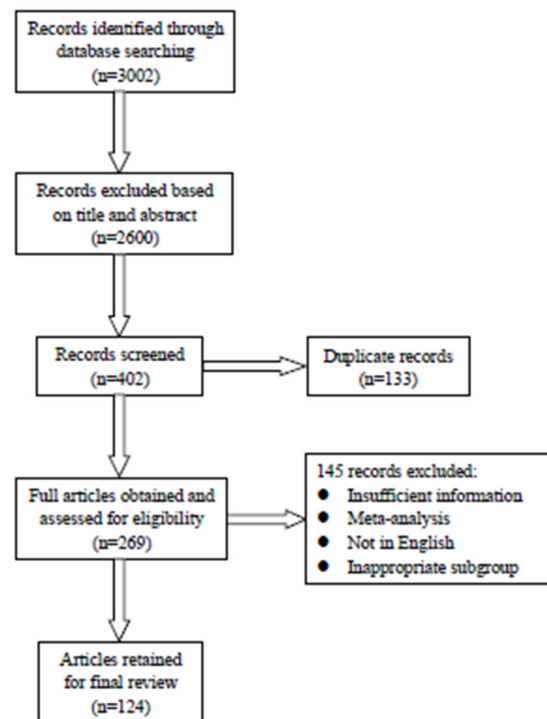 Records identified through
database searching
(n=3002)
Records excluded based
on title and abstract
(n=2600)
Records screened
(n=402)
Duplicate records
(n=133)
Full articles obtained and
assessed for eligibility
(n=269)
145 records excluded:
● Insufficient information
● Meta-analysis
● Not in English
● Inappropriate subgroup
Articles retained
for final review
(n=124)